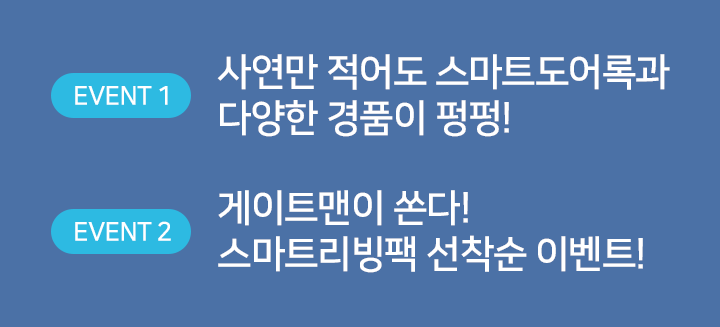 EVENT 1
사연만 적어도 스마트도어록과
다양한 경품이 펑펑!
EVENT 2
게이트맨이 쏜다!
스마트리빙팩 선착순 이벤트!